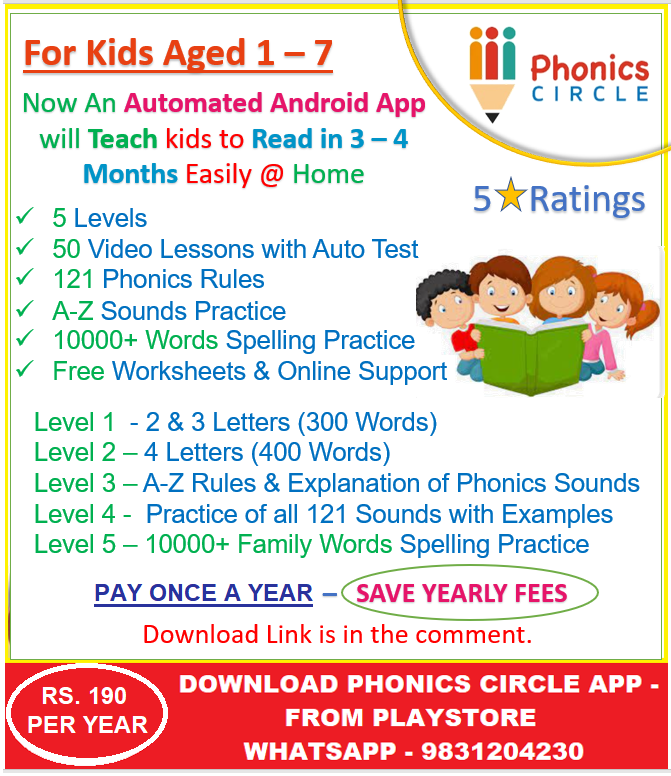 For Kids Aged 1 – 7
Phonics
CIRCLE
Now An Automated Android App
will Teach kids to Read in 3 – 4
Months Easily @ Home
5 Ratings
✓ 5 Levels
✓ 50 Video Lessons with Auto Test
✓ 121 Phonics Rules
✓ A-Z Sounds Practice
✓ 10000+ Words Spelling Practice
✓ Free Worksheets & Online Support
Level 1 - 2 & 3 Letters (300 Words)
Level 2 – 4 Letters (400 Words)
Level 3 – A-Z Rules & Explanation of Phonics Sounds
Level 4 - Practice of all 121 Sounds with Examples
Level 5 – 10000+ Family Words Spelling Practice
PAY ONCE A YEAR – SAVE YEARLY FEES
Download Link is in the comment.
RS. 190
PER YEAR
DOWNLOAD PHONICS CIRCLE APP -
FROM PLAYSTORE
WHATSAPP - 9831204230